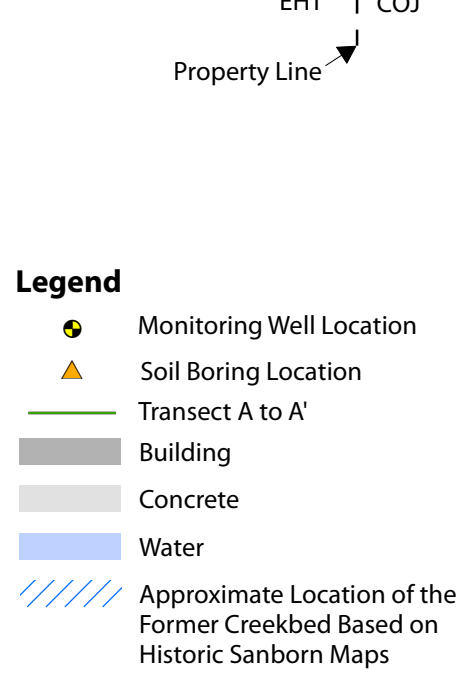 EHT COJ
Property Line
Legend
Monitoring Well Location
Soil Boring Location
Transect A to A'
Building
Concrete
Water
Approximate Location of the
Former Creekbed Based on
Historic Sanborn Maps